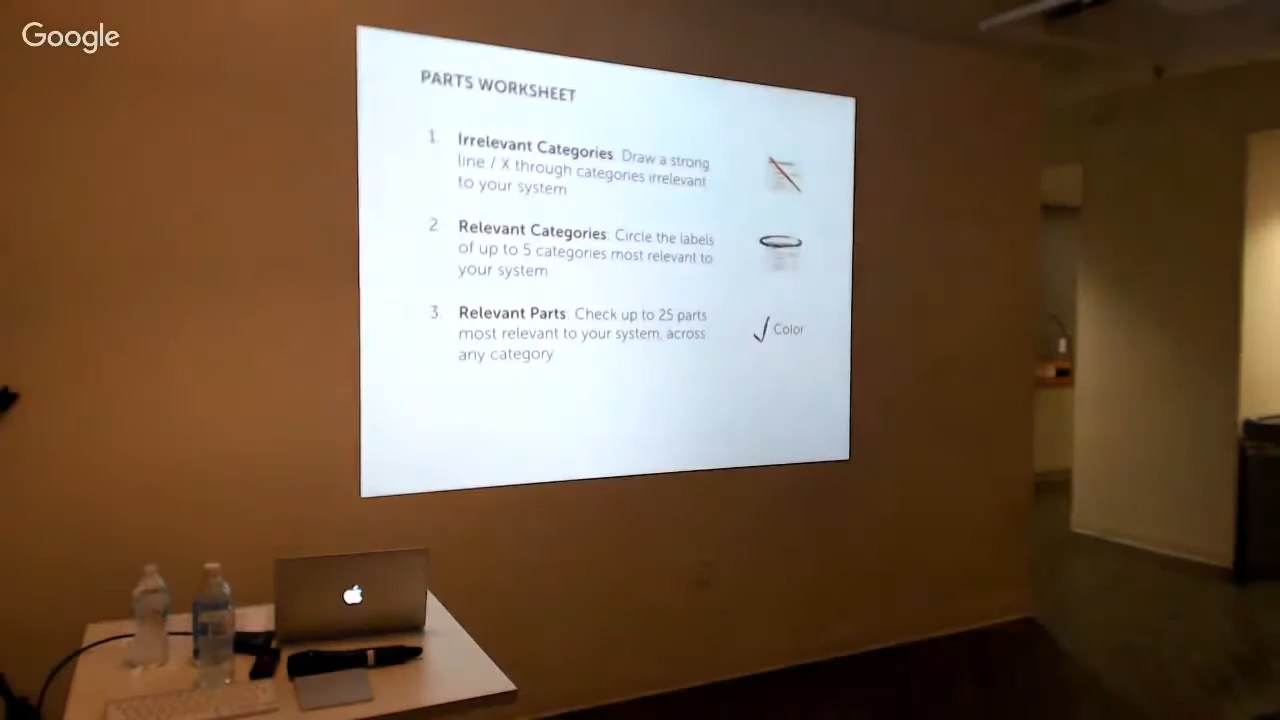 Google
PARTS WORKSHEET
1. Irrelevant Categories: Draw a strong
line / X through categories irrelevant
to your system
2. Relevant Categories: Circle the labels
of up to 5 categories most relevant to
your system
3. Relevant Parts: Check up to 25 parts
most relevant to your system, across
any category
Color